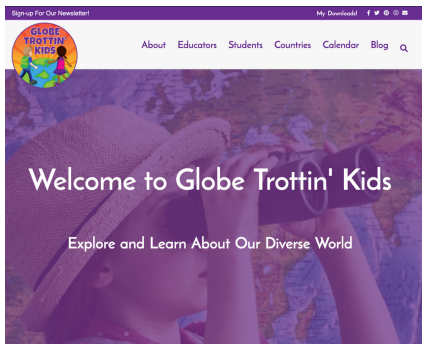 Sign-up For Our Newsletter!
My Downloads!
GLOBE
TROTTIN'
KIDS
About Educators Students Countries Calendar Blog
Welcome to Globe Trottin' Kids
Explore and Learn About Our Diverse World